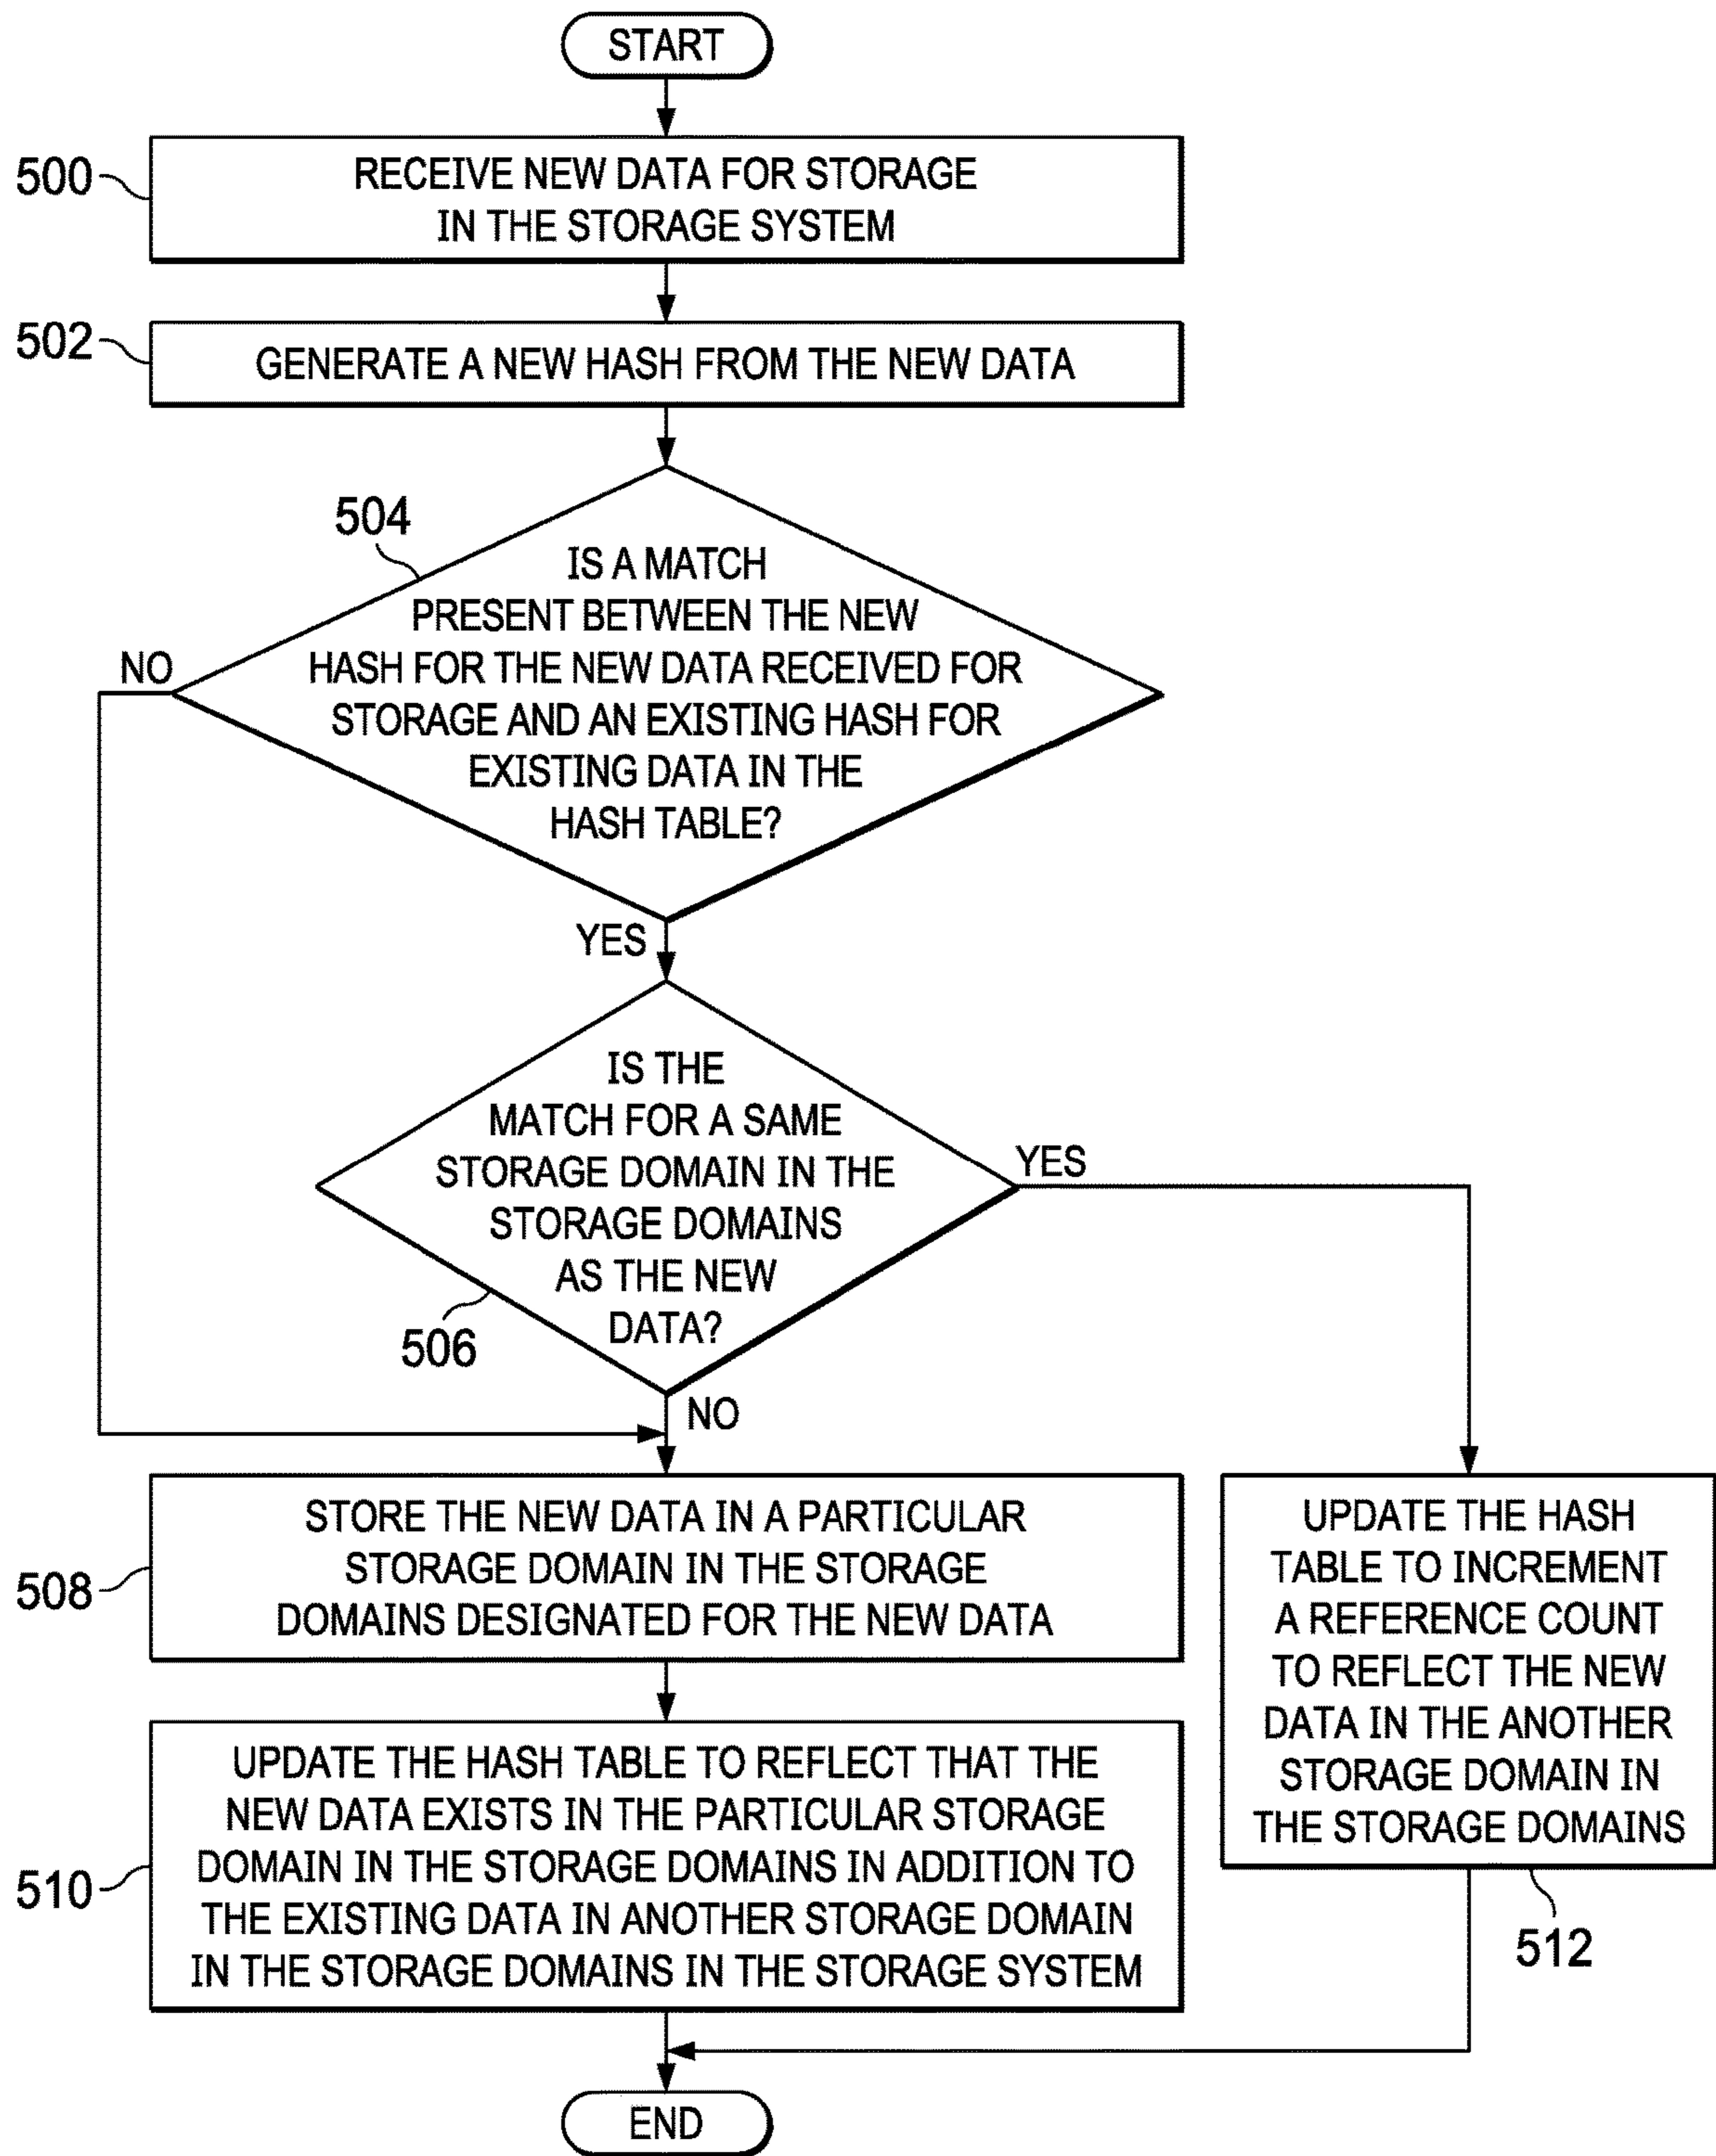 START
500
RECEIVE NEW DATA FOR STORAGE
IN THE STORAGE SYSTEM
502
GENERATE A NEW HASH FROM THE NEW DATA
504
IS A MATCH
PRESENT BETWEEN THE NEW
HASH FOR THE NEW DATA RECEIVED FOR
STORAGE AND AN EXISTING HASH FOR
EXISTING DATA IN THE
HASH TABLE?
NO
YES
IS THE
MATCH FOR A SAME
STORAGE DOMAIN IN THE
STORAGE DOMAINS
AS THE NEW
DATA?
506
YES
NO
508
STORE THE NEW DATA IN A PARTICULAR
STORAGE DOMAIN IN THE STORAGE
DOMAINS DESIGNATED FOR THE NEW DATA
510
UPDATE THE HASH TABLE TO REFLECT THAT THE
NEW DATA EXISTS IN THE PARTICULAR STORAGE
DOMAIN IN THE STORAGE DOMAINS IN ADDITION TO
THE EXISTING DATA IN ANOTHER STORAGE DOMAIN
IN THE STORAGE DOMAINS IN THE STORAGE SYSTEM
UPDATE THE HASH
TABLE TO INCREMENT
A REFERENCE COUNT
TO REFLECT THE NEW
DATA IN THE ANOTHER
STORAGE DOMAIN IN
THE STORAGE DOMAINS
512
END